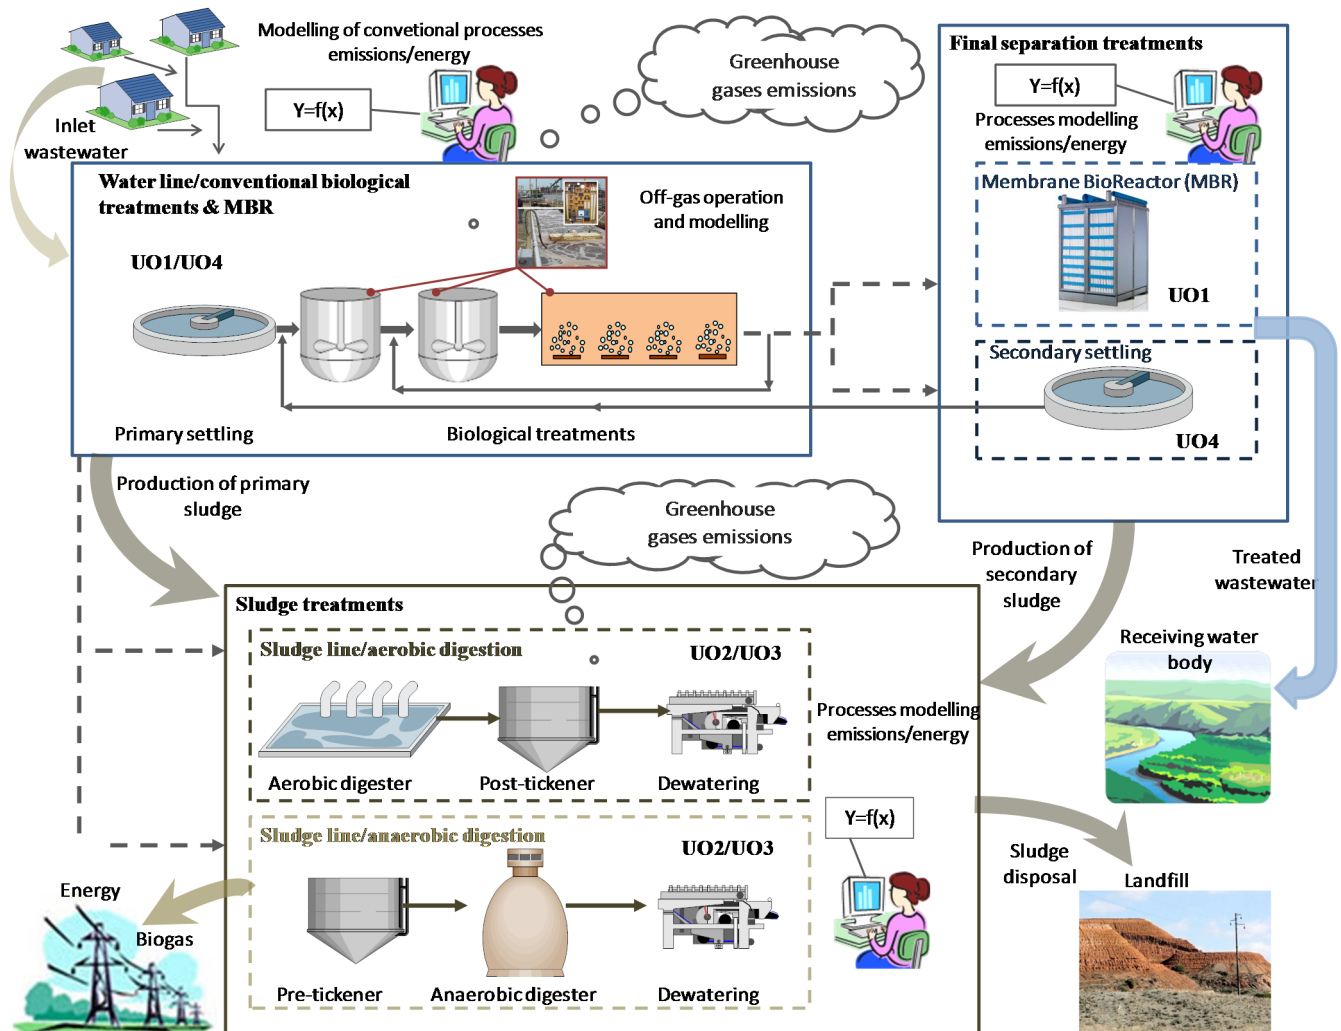 Modelling of convetional processes
emissions/energy
Y=f(x)
Inlet
wastewater
Greenhouse
gases emissions
Final separation treatments
Y=f(x)
Processes modelling
emissions/energy
Membrane BioReactor (MBR)
UO1
Secondary settling
UO4
Water line/conventional biological
treatments & MBR
Off-gas operation
and modelling
UO1/UO4
Primary settling
Biological treatments
Production of primary
sludge
Greenhouse
gases emissions
Production of
secondary
sludge
Treated
wastewater
Receiving water
body
Sludge treatments
Sludge line/aerobic digestion
UO2/UO3
Aerobic digester
Post-tickener
Dewatering
Processes modelling
emissions/energy
Y=f(x)
Sludge line/anaerobic digestion
UO2/UO3
Pre-tickener
Anaerobic digester
Dewatering
Energy
Biogas
Sludge
disposal
Landfill